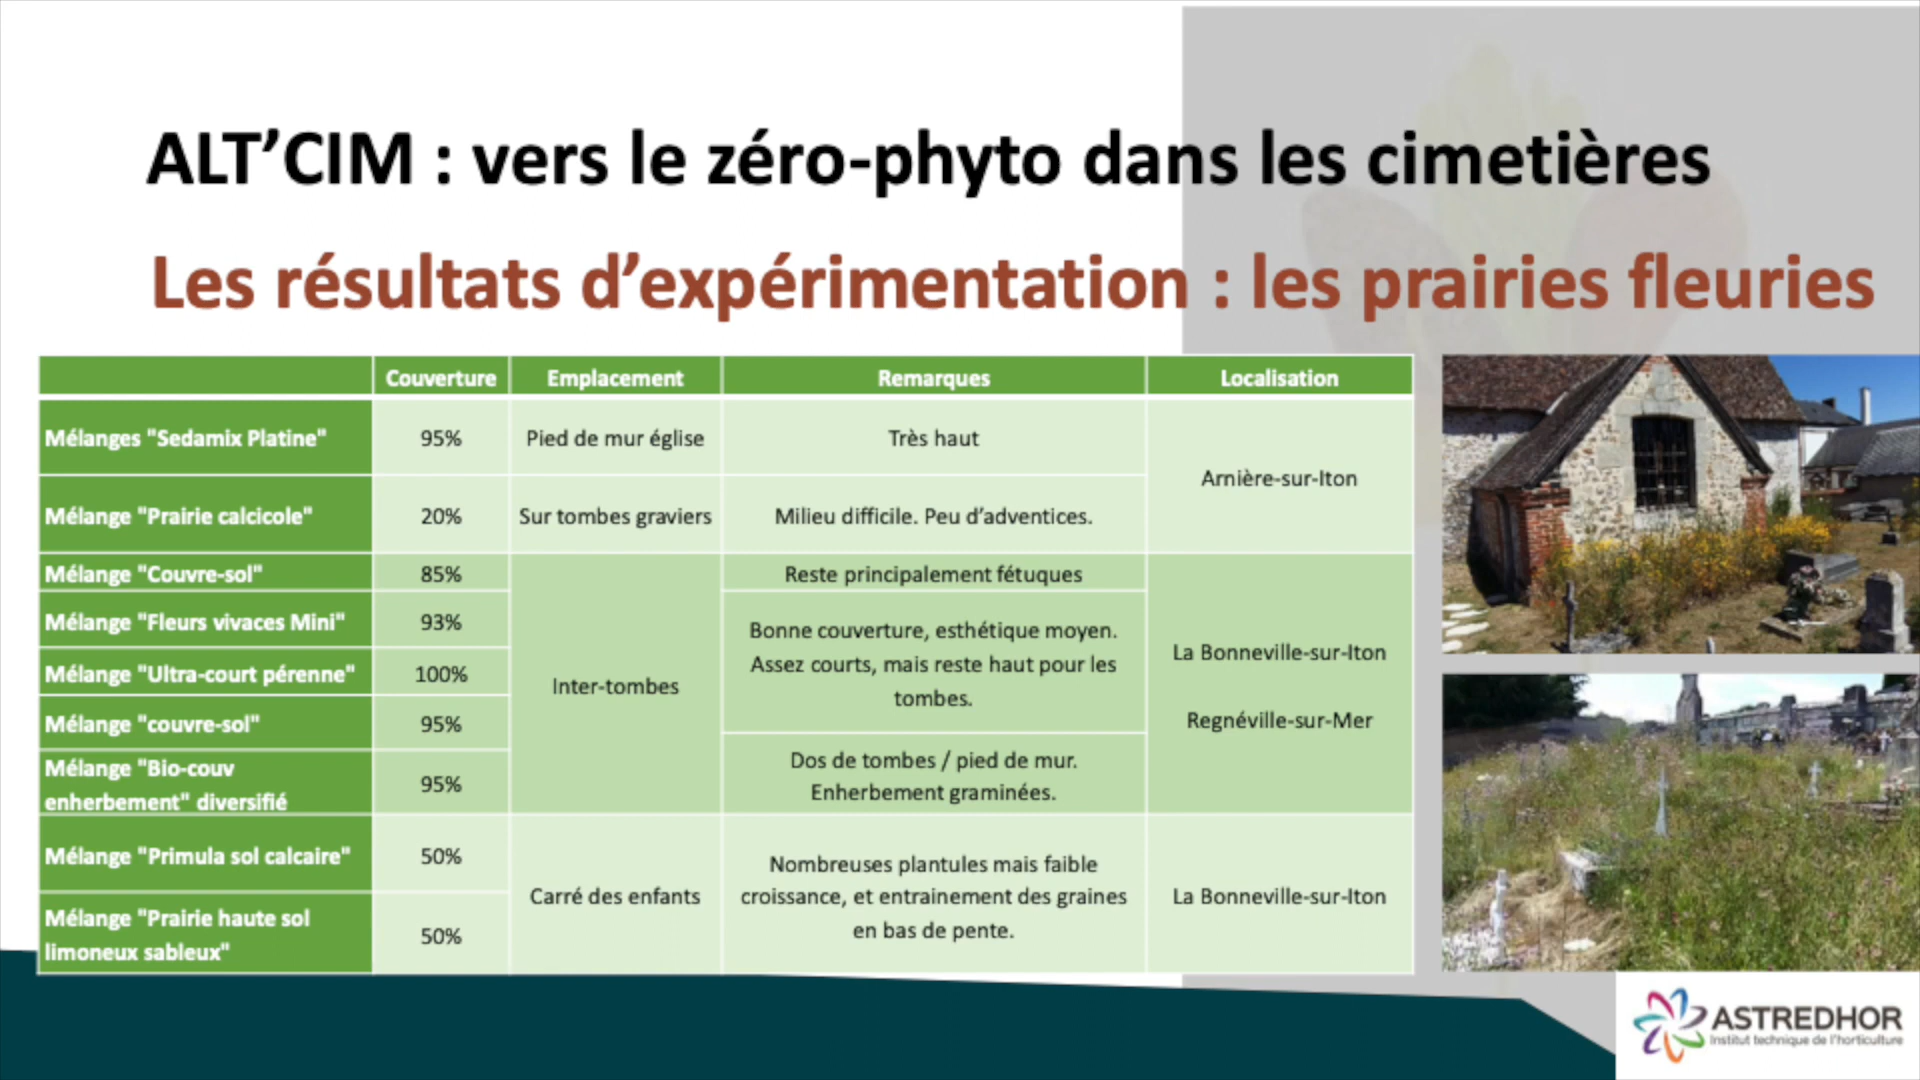 ALT’CIM : vers le zéro-phyto dans les cimetières
Les résultats d’expérimentation : les prairies fleuries
Couverture Emplacement Remarques Localisation
Mélanges "Sedamix Platine" 95% Pied de mur église Très haut
Arnière-sur-Iton
Mélange "Prairie calcicole" 20% Sur tombes graviers Milieu difficile. Peu d’adventices.
Mélange "Couvre-sol" 85% Reste principalement fétuques
Mélange "Fleurs vivaces Mini" 93%
Bonne couverture, esthétique moyen.
Assez courts, mais reste haut pour les
tombes.
La Bonneville-sur-Iton
Mélange "Ultra-court pérenne" 100%
Inter-tombes
Mélange "couvre-sol" 95%
Regnéville-sur-Mer
Mélange "Bio-couv
enherbement" diversifié
95%
Dos de tombes / pied de mur.
Enherbement graminées.
Mélange "Primula sol calcaire" 50%
Carré des enfants
Nombreuses plantules mais faible
croissance, et entrainement des graines
en bas de pente.
La Bonneville-sur-Iton
Mélange "Prairie haute sol
limoneux sableux"
50%
ASTREDHOR
Institut technique de l’horticulture